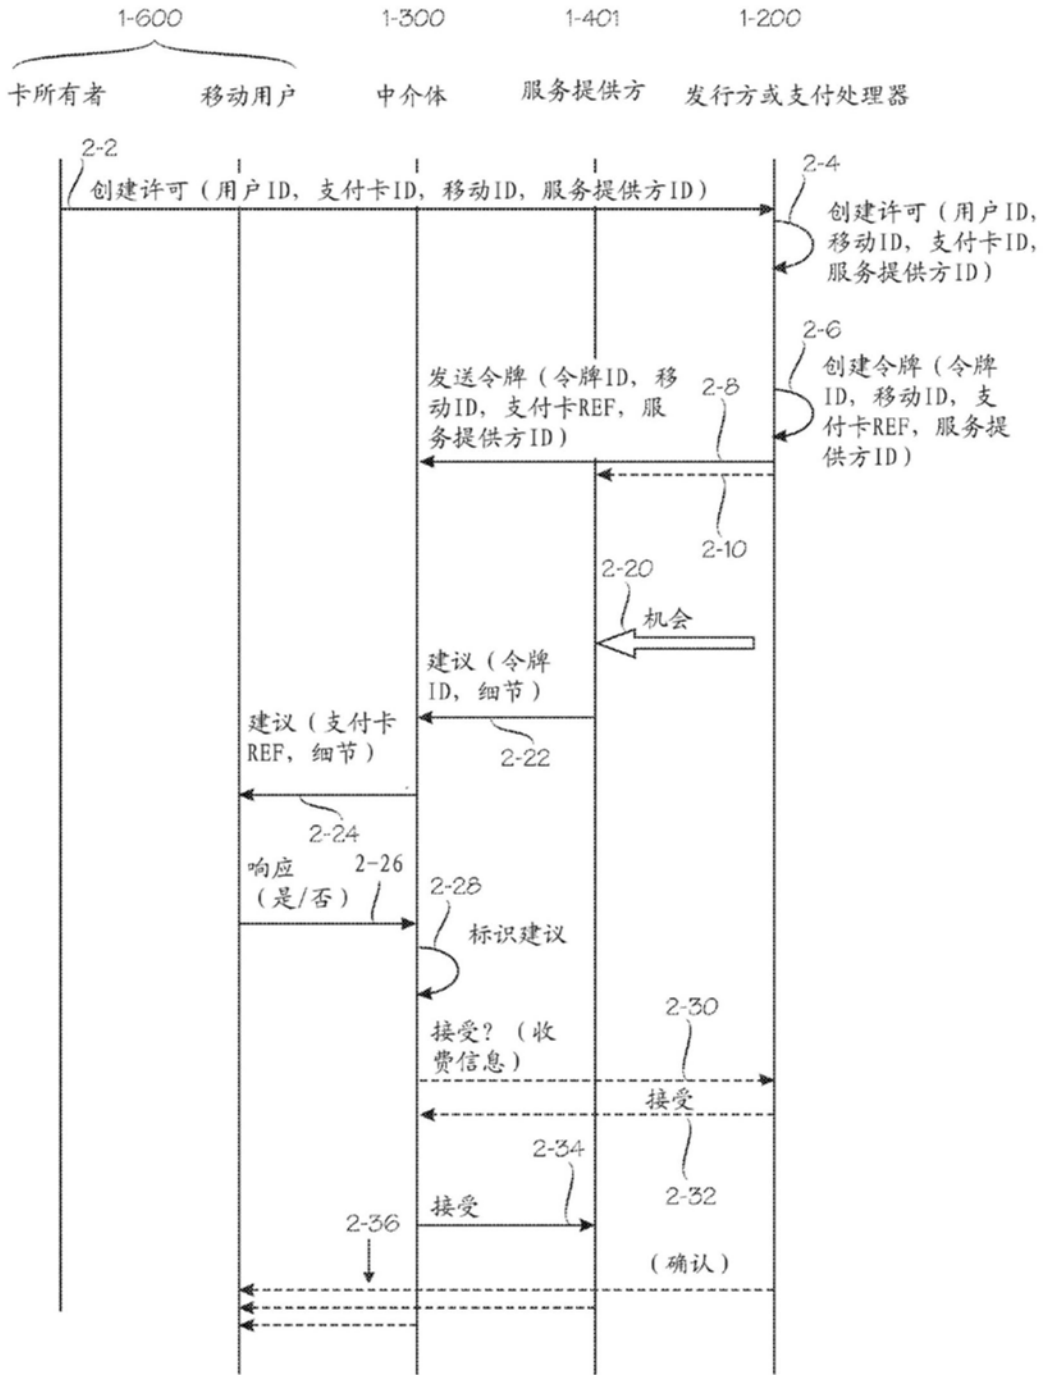 1-600 1-300 1-401 1-200
卡所有者 移动用户 中介体 服务提供方 发行方或支付处理器
2-2
创建许可（用户ID，支付卡ID，移动ID，服务提供方ID）
2-4
创建许可（用户ID，
移动ID，支付卡ID，
服务提供方ID）
2-6
创建令牌（令牌
ID，移动ID，支
付卡REF，服务提
供方ID）
发送令牌（令牌ID，移
动ID，支付卡REF，服
务提供方ID）
2-8
2-10
2-20
机会
建议（令牌
ID，细节）
2-22
建议（支付卡
REF，细节）
2-24
响应
（是/否）
2-26
2-28
标识建议
接受？（收
费信息）
2-30
接受
2-32
2-34
接受
2-36
（确认）